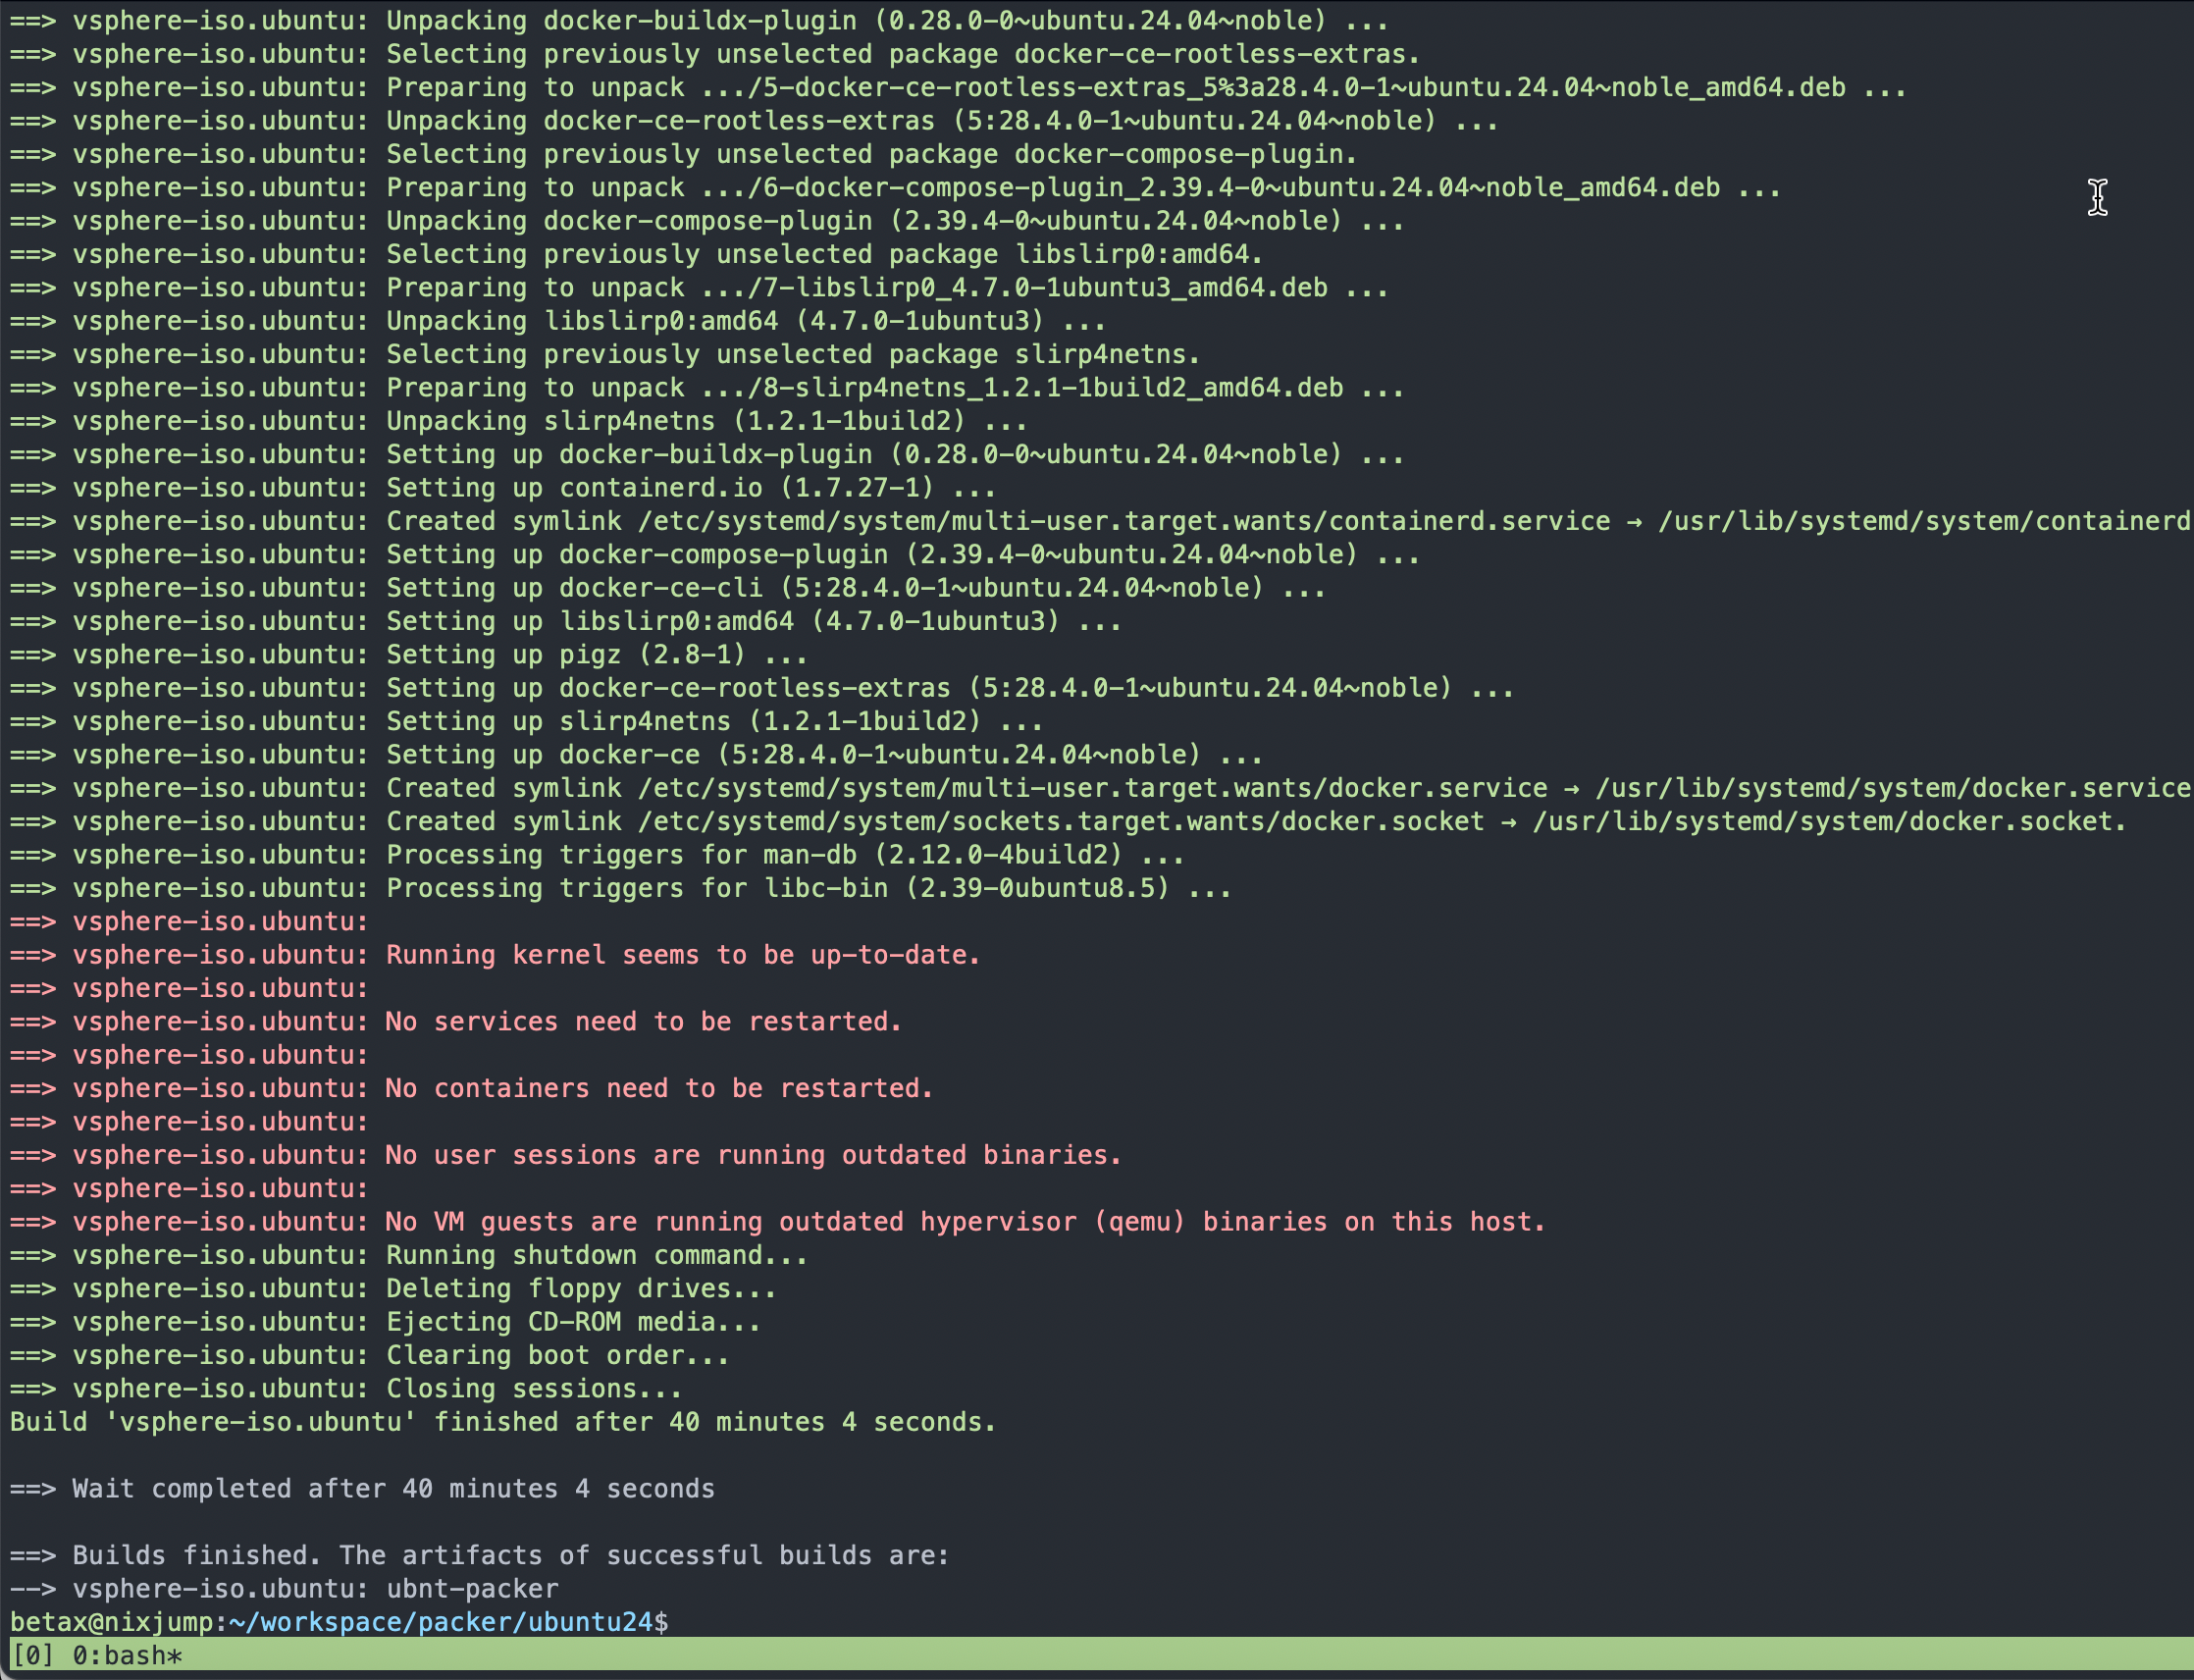 ==> vsphere-iso.ubuntu: Unpacking docker-buildx-plugin (0.28.0-0~ubuntu.24.04~noble) ...
==> vsphere-iso.ubuntu: Selecting previously unselected package docker-ce-rootless-extras.
==> vsphere-iso.ubuntu: Preparing to unpack .../5-docker-ce-rootless-extras_5%3a28.4.0-1~ubuntu.24.04~noble_amd64.deb ...
==> vsphere-iso.ubuntu: Unpacking docker-ce-rootless-extras (5:28.4.0-1~ubuntu.24.04~noble) ...
==> vsphere-iso.ubuntu: Selecting previously unselected package docker-compose-plugin.
==> vsphere-iso.ubuntu: Preparing to unpack .../6-docker-compose-plugin_2.39.4-0~ubuntu.24.04~noble_amd64.deb ...
==> vsphere-iso.ubuntu: Unpacking docker-compose-plugin (2.39.4-0~ubuntu.24.04~noble) ...
==> vsphere-iso.ubuntu: Selecting previously unselected package libslirp0:amd64.
==> vsphere-iso.ubuntu: Preparing to unpack .../7-libslirp0_4.7.0-1ubuntu3_amd64.deb ...
==> vsphere-iso.ubuntu: Unpacking libslirp0:amd64 (4.7.0-1ubuntu3) ...
==> vsphere-iso.ubuntu: Selecting previously unselected package slirp4netns.
==> vsphere-iso.ubuntu: Preparing to unpack .../8-slirp4netns_1.2.1-1build2_amd64.deb ...
==> vsphere-iso.ubuntu: Unpacking slirp4netns (1.2.1-1build2) ...
==> vsphere-iso.ubuntu: Setting up docker-buildx-plugin (0.28.0-0~ubuntu.24.04~noble) ...
==> vsphere-iso.ubuntu: Setting up containerd.io (1.7.27-1) ...
==> vsphere-iso.ubuntu: Created symlink /etc/systemd/system/multi-user.target.wants/containerd.service → /usr/lib/systemd/system/containerd
==> vsphere-iso.ubuntu: Setting up docker-compose-plugin (2.39.4-0~ubuntu.24.04~noble) ...
==> vsphere-iso.ubuntu: Setting up docker-ce-cli (5:28.4.0-1~ubuntu.24.04~noble) ...
==> vsphere-iso.ubuntu: Setting up libslirp0:amd64 (4.7.0-1ubuntu3) ...
==> vsphere-iso.ubuntu: Setting up pigz (2.8-1) ...
==> vsphere-iso.ubuntu: Setting up docker-ce-rootless-extras (5:28.4.0-1~ubuntu.24.04~noble) ...
==> vsphere-iso.ubuntu: Setting up slirp4netns (1.2.1-1build2) ...
==> vsphere-iso.ubuntu: Setting up docker-ce (5:28.4.0-1~ubuntu.24.04~noble) ...
==> vsphere-iso.ubuntu: Created symlink /etc/systemd/system/multi-user.target.wants/docker.service → /usr/lib/systemd/system/docker.service
==> vsphere-iso.ubuntu: Created symlink /etc/systemd/system/sockets.target.wants/docker.socket → /usr/lib/systemd/system/docker.socket.
==> vsphere-iso.ubuntu: Processing triggers for man-db (2.12.0-4build2) ...
==> vsphere-iso.ubuntu: Processing triggers for libc-bin (2.39-0ubuntu8.5) ...
==> vsphere-iso.ubuntu:
==> vsphere-iso.ubuntu: Running kernel seems to be up-to-date.
==> vsphere-iso.ubuntu:
==> vsphere-iso.ubuntu: No services need to be restarted.
==> vsphere-iso.ubuntu:
==> vsphere-iso.ubuntu: No containers need to be restarted.
==> vsphere-iso.ubuntu:
==> vsphere-iso.ubuntu: No user sessions are running outdated binaries.
==> vsphere-iso.ubuntu:
==> vsphere-iso.ubuntu: No VM guests are running outdated hypervisor (qemu) binaries on this host.
==> vsphere-iso.ubuntu: Running shutdown command...
==> vsphere-iso.ubuntu: Deleting floppy drives...
==> vsphere-iso.ubuntu: Ejecting CD-ROM media...
==> vsphere-iso.ubuntu: Clearing boot order...
==> vsphere-iso.ubuntu: Closing sessions...
Build 'vsphere-iso.ubuntu' finished after 40 minutes 4 seconds.
==> Wait completed after 40 minutes 4 seconds
==> Builds finished. The artifacts of successful builds are:
--> vsphere-iso.ubuntu: ubnt-packer
betax@nixjump:~/workspace/packer/ubuntu24$
[0] 0:bash*